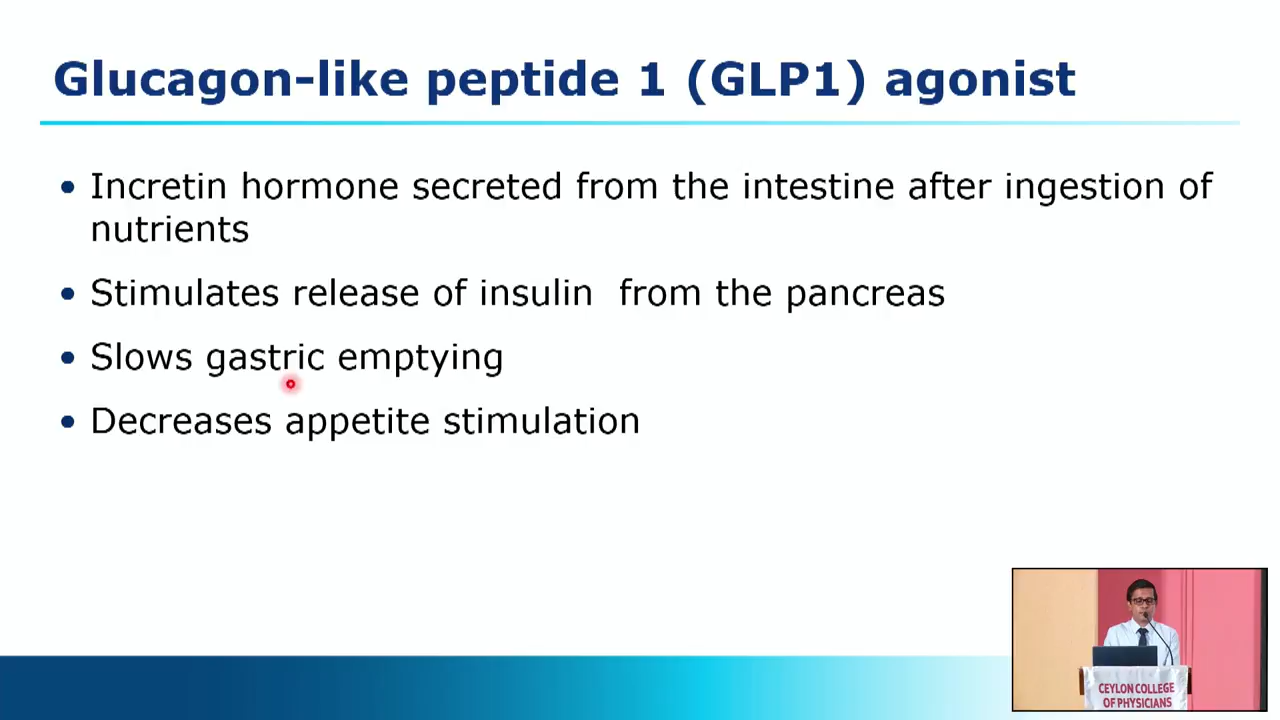 Glucagon-like peptide 1 (GLP1) agonist
• Incretin hormone secreted from the intestine after ingestion of
nutrients
• Stimulates release of insulin  from the pancreas
• Slows gastric emptying
• Decreases appetite stimulation
CEYLON COLLEGE
OF PHYSICIANS